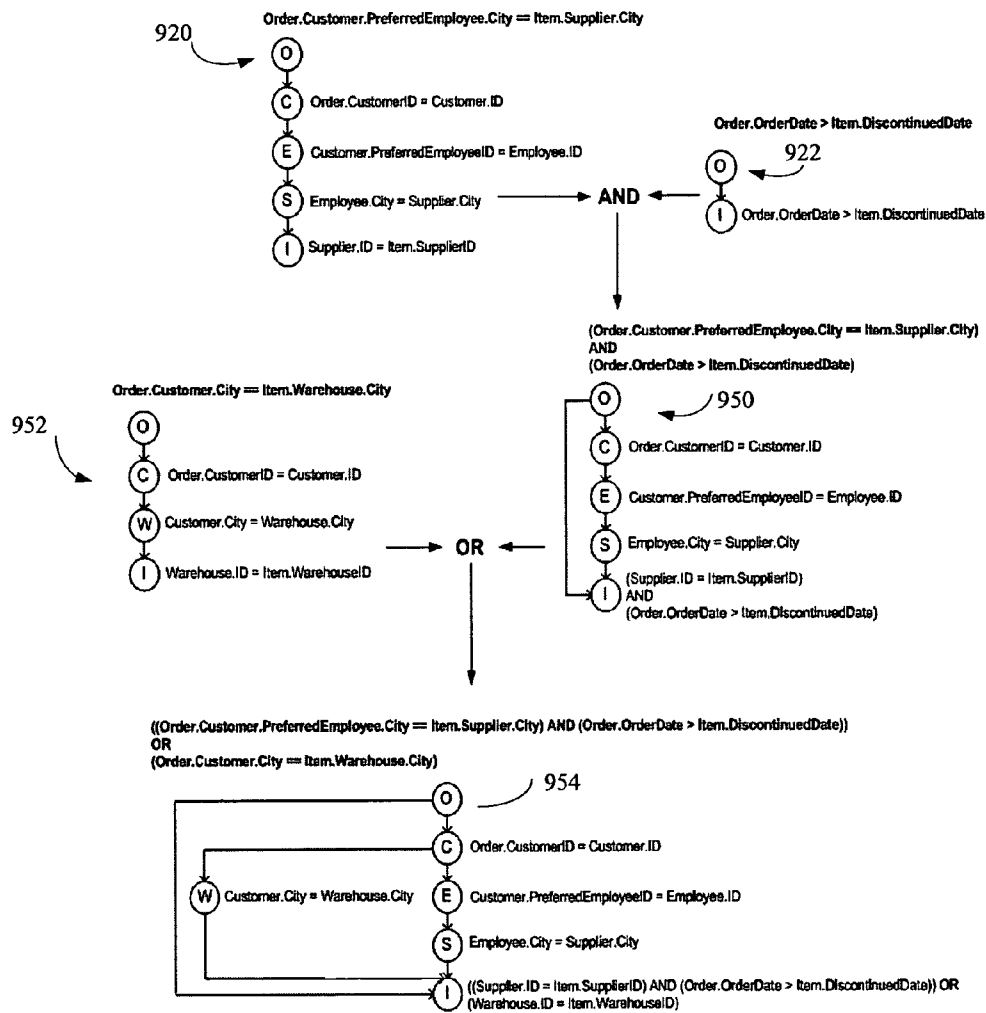 Order.Customer.PreferredEmployee.City == Item.Supplier.City
920
O
C Order.CustomerID = Customer.ID
E Customer.PreferredEmployeeID = Employee.ID
S Employee.City = Supplier.City
I Supplier.ID = Item.SupplierID
AND
Order.OrderDate > Item.DiscontinuedDate
922
O
I Order.OrderDate > Item.DiscontinuedDate
(Order.Customer.PreferredEmployee.City == Item.Supplier.City)
AND
(Order.OrderDate > Item.DiscontinuedDate)
950
O
C Order.CustomerID = Customer.ID
E Customer.PreferredEmployeeID = Employee.ID
S Employee.City = Supplier.City
I (Supplier.ID = Item.SupplierID)
AND
(Order.OrderDate > Item.DiscontinuedDate)
Order.Customer.City == Item.Warehouse.City
952
O
C Order.CustomerID = Customer.ID
W Customer.City = Warehouse.City
I Warehouse.ID = Item.WarehouseID
OR
((Order.Customer.PreferredEmployee.City == Item.Supplier.City) AND (Order.OrderDate > Item.DiscontinuedDate))
OR
(Order.Customer.City == Item.Warehouse.City)
954
O
C Order.CustomerID = Customer.ID
W Customer.City = Warehouse.City
E Customer.PreferredEmployeeID = Employee.ID
S Employee.City = Supplier.City
I ((Supplier.ID = Item.SupplierID) AND (Order.OrderDate > Item.DiscontinuedDate)) OR
(Warehouse.ID = Item.WarehouseID)